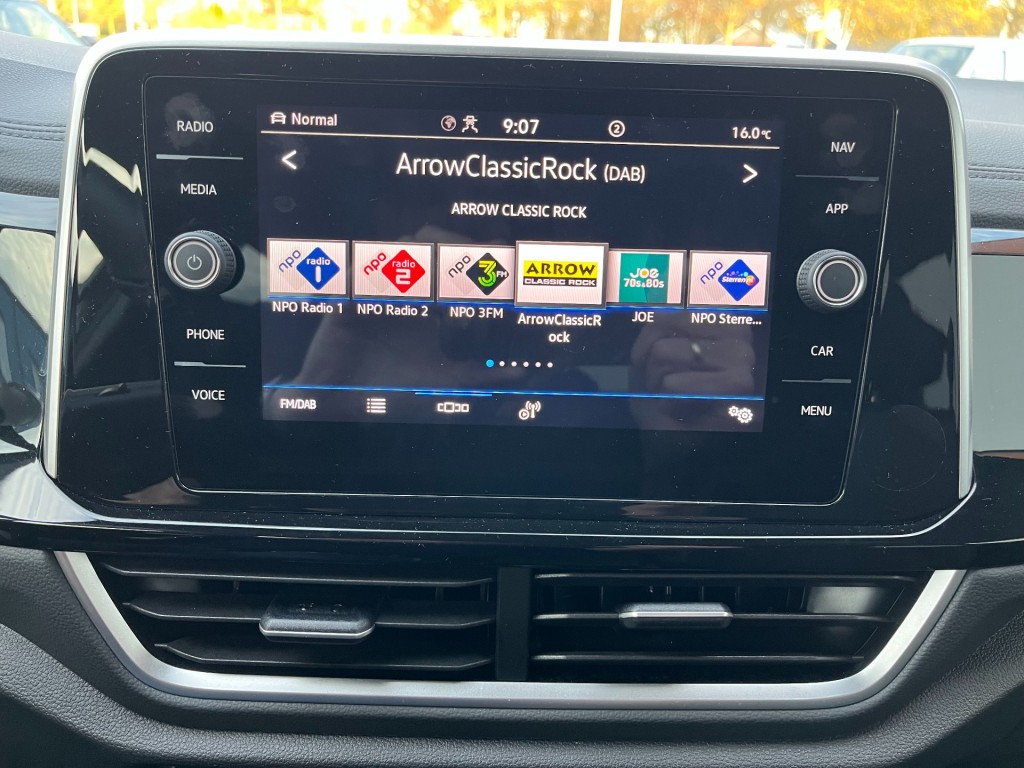 RADIO
MEDIA
PHONE
VOICE
Normal
9:07
2
16.0°C
<
ArrowClassicRock (DAB)
>
ARROW CLASSIC ROCK
npo radio 1
npo radio 2
npo 3FM
ARROW
CLASSIC ROCK
JOE
70s&80s
npo Sterren
NPO Radio 1
NPO Radio 2
NPO 3FM
ArrowClassicR
ock
JOE
NPO Sterre...
FM/DAB
NAV
APP
CAR
MENU